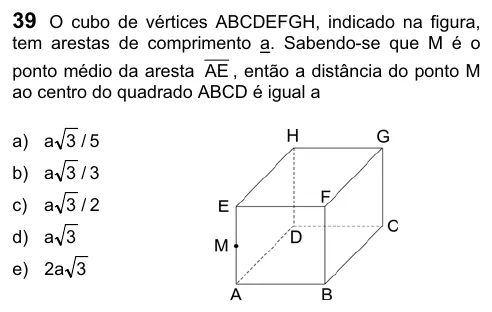 39 O cubo de vértices ABCDEFGH, indicado na figura,
tem arestas de comprimento a. Sabendo-se que M é o
ponto médio da aresta A̅E̅, então a distância do ponto M
ao centro do quadrado ABCD é igual a
a) a√3 / 5
b) a√3 / 3
c) a√3 / 2
d) a√3
e) 2a√3
H G
E F
M D C
A B